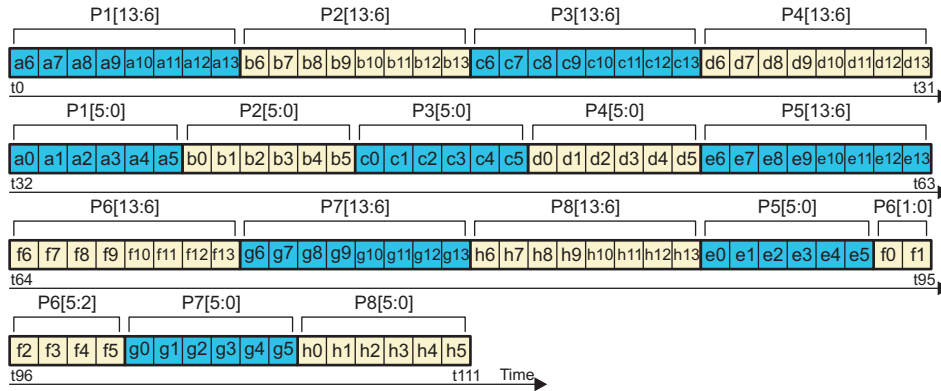 P1[13:6] P2[13:6] P3[13:6] P4[13:6]
a6 a7 a8 a9 a10 a11 a12 a13 b6 b7 b8 b9 b10 b11 b12 b13 c6 c7 c8 c9 c10 c11 c12 c13 d6 d7 d8 d9 d10 d11 d12 d13
t0 t31
P1[5:0] P2[5:0] P3[5:0] P4[5:0] P5[13:6]
a0 a1 a2 a3 a4 a5 b0 b1 b2 b3 b4 b5 c0 c1 c2 c3 c4 c5 d0 d1 d2 d3 d4 d5 e6 e7 e8 e9 e10 e11 e12 e13
t32 t63
P6[13:6] P7[13:6] P8[13:6] P5[5:0] P6[1:0]
f6 f7 f8 f9 f10 f11 f12 f13 g6 g7 g8 g9 g10 g11 g12 g13 h6 h7 h8 h9 h10 h11 h12 h13 e0 e1 e2 e3 e4 e5 f0 f1
t64 t95
P6[5:2] P7[5:0] P8[5:0]
f2 f3 f4 f5 g0 g1 g2 g3 g4 g5 h0 h1 h2 h3 h4 h5
t96 t111 Time